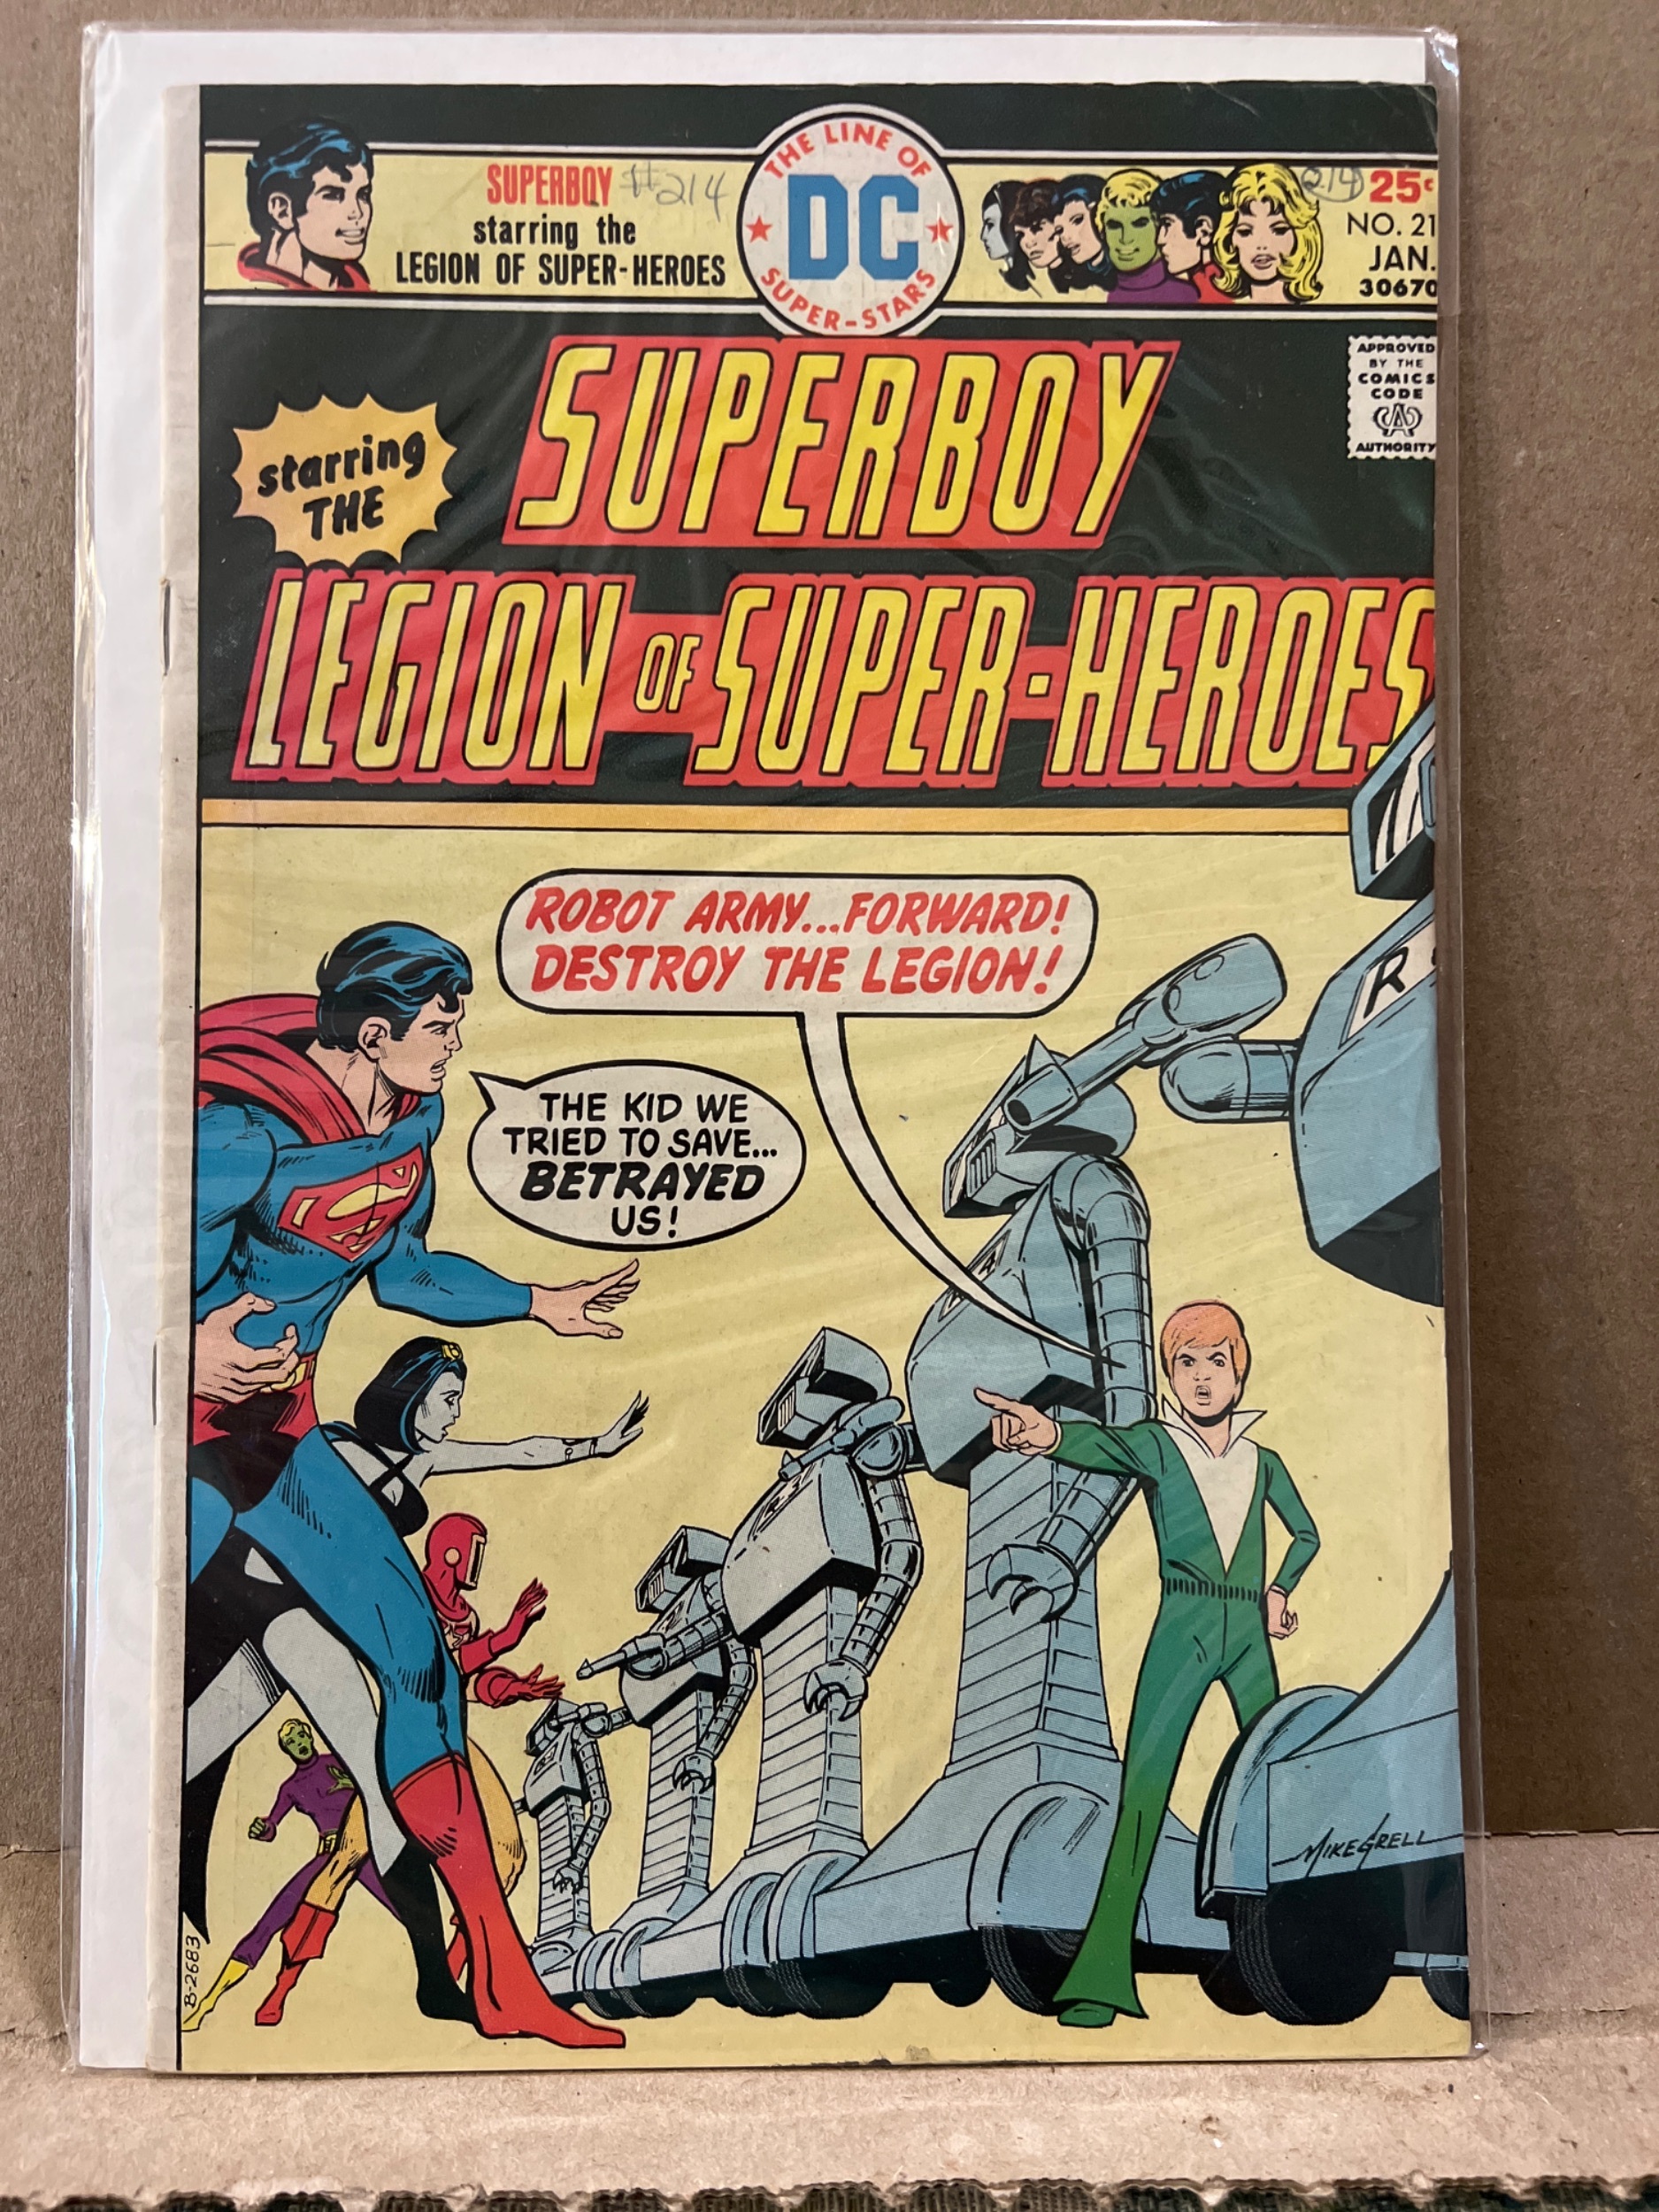 SUPERBOY #214
starring the
LEGION OF SUPER-HEROES
THE LINE OF
DC
SUPER-STARS
214 25¢
NO. 21
JAN.
30670
APPROVED
BY THE
COMICS
CODE
CA
AUTHORITY
starring
THE
SUPERBOY
LEGION OF SUPER-HEROES
ROBOT ARMY...FORWARD!
DESTROY THE LEGION!
THE KID WE
TRIED TO SAVE...
BETRAYED
US!
R
MIKE GRELL
B-2683